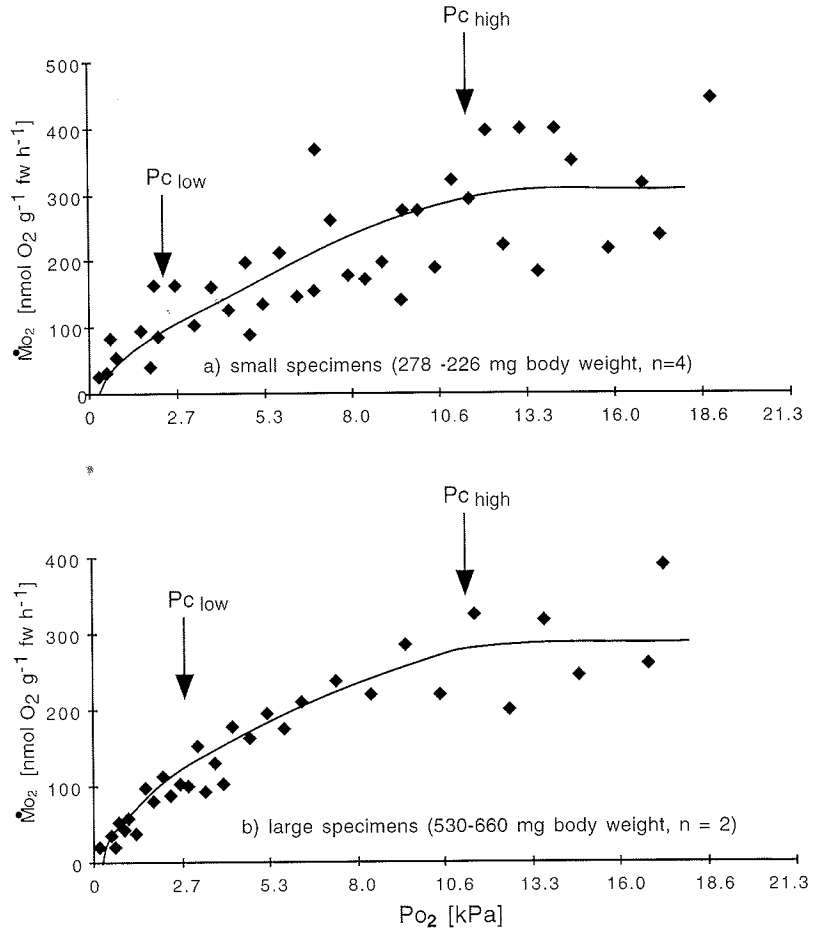 Pc high
500
400
Pc low
300
200
100
0
Ṁo₂ [nmol O₂ g⁻¹ fw h⁻¹]
a) small specimens (278 -226 mg body weight, n=4)
0 2.7 5.3 8.0 10.6 13.3 16.0 18.6 21.3
Pc high
400
Pc low
300
200
100
0
Ṁo₂ [nmol O₂ g⁻¹ fw h⁻¹]
b) large specimens (530-660 mg body weight, n = 2)
0 2.7 5.3 8.0 10.6 13.3 16.0 18.6 21.3
Po₂ [kPa]